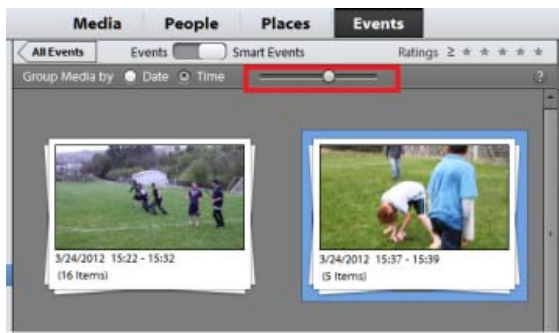 Media People Places Events
All Events Events Smart Events Ratings ≥ ★ ★ ★ ★ ★
Group Media by Date Time ?
3/24/2012 15:22 - 15:32
(16 Items)
3/24/2012 15:37 - 15:39
(5 Items)